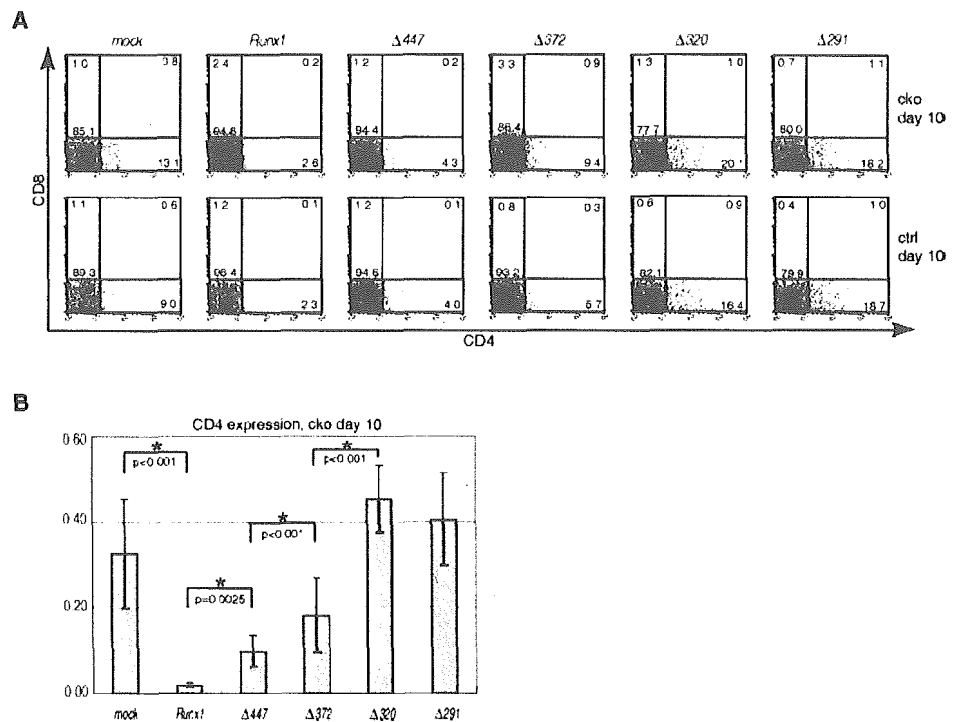 A
mock Runx1 Δ447 Δ372 Δ320 Δ291
1.0 0.8 2.4 0.2 1.2 0.2 3.3 0.9 1.3 1.0 0.7 1.1
cko
day 10
85.1 94.8 94.4 86.4 77.7 80.0
13.1 2.6 4.3 9.4 20.1 18.2
CD8
1.1 0.6 1.2 0.1 1.2 0.1 0.8 0.3 0.6 0.9 0.4 1.0
ctrl
day 10
89.3 96.4 94.6 93.2 82.1 79.9
9.0 2.3 4.0 5.7 16.4 18.7
CD4
B
CD4 expression, cko day 10
0.60
* *
p<0.001 p<0.001
0.40
*
p<0.001
0.20
*
p=0.0025
0.00
mock Runx1 Δ447 Δ372 Δ320 Δ291